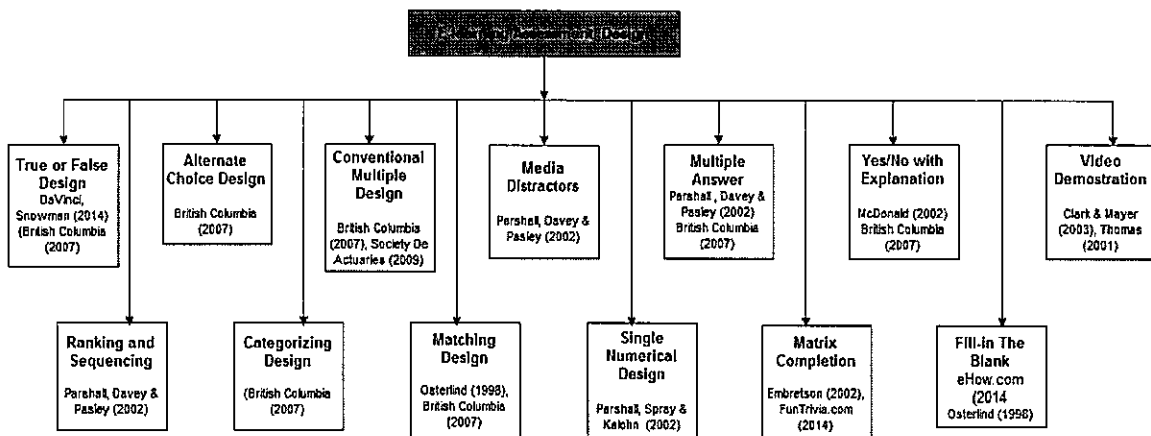 Assessment Design
True or False
Design
DaVinci,
Snowman (2014)
(British Columbia
(2007)
Alternate
Choice Design
British Columbia
(2007)
Conventional
Multiple
Design
British Columbia
(2007), Society De
Actuaries (2009)
Media
Distractors
Parshall, Davey &
Pasley (2002)
Multiple
Answer
Parshall , Davey &
Pasley (2002)
British Columbia
(2007)
Yes/No with
Explanation
McDonald (2002)
British Columbia
(2007)
Video
Demostration
Clark & Mayer
(2003), Thomas
(2001)
Ranking and
Sequencing
Parshall, Davey &
Pasley (2002)
Categorizing
Design
(British Columbia
(2007)
Matching
Design
Osterlind (1998),
British Columbia
(2007)
Single
Numerical
Design
Parshall, Spray &
Kalohn (2002)
Matrix
Completion
Embretson (2002),
FunTrivia.com
(2014)
Fill-in The
Blank
eHow.com
(2014
Osterlind (1998)